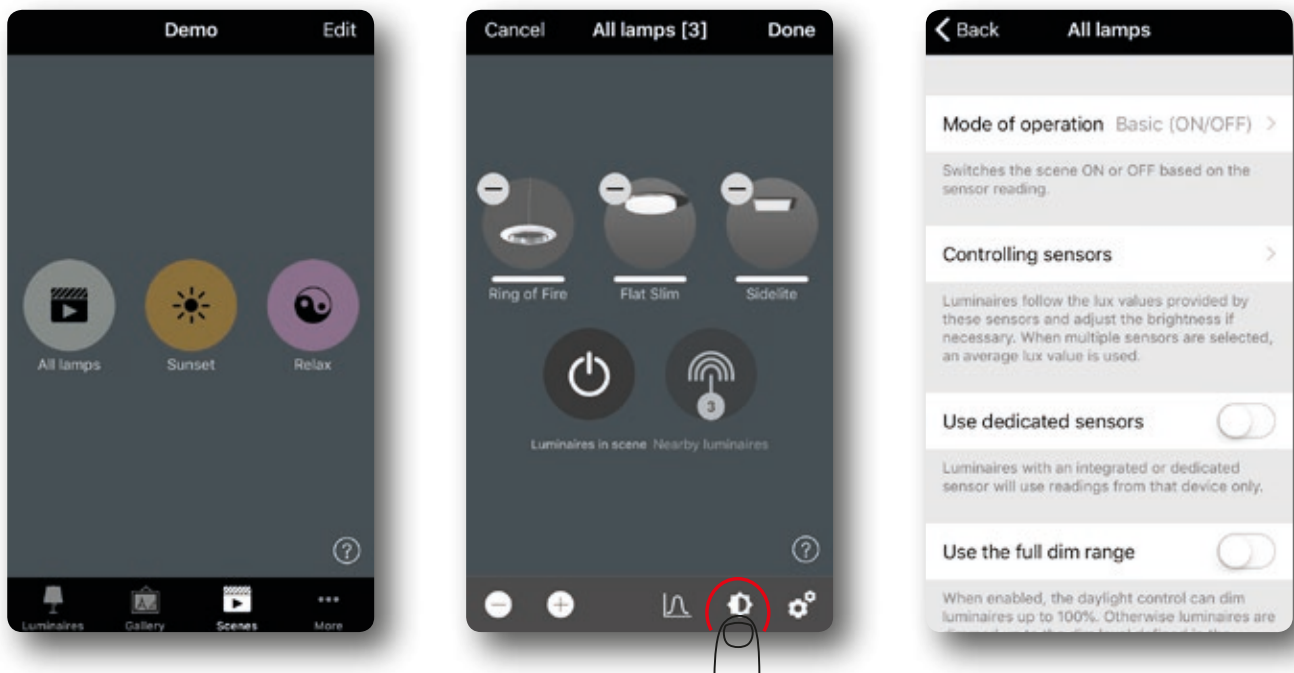 Demo Edit
All lamps Sunset Relax
?
Luminaires Gallery Scenes More
Cancel All lamps [3] Done
Ring of Fire Flat Slim Sidelite
3
Luminaires in scene Nearby luminaires
?
Back All lamps
Mode of operation Basic (ON/OFF)
Switches the scene ON or OFF based on the
sensor reading.
Controlling sensors
Luminaires follow the lux values provided by
these sensors and adjust the brightness if
necessary. When multiple sensors are selected,
an average lux value is used.
Use dedicated sensors
Luminaires with an integrated or dedicated
sensor will use readings from that device only.
Use the full dim range
When enabled, the daylight control can dim
luminaires up to 100%. Otherwise luminaires are